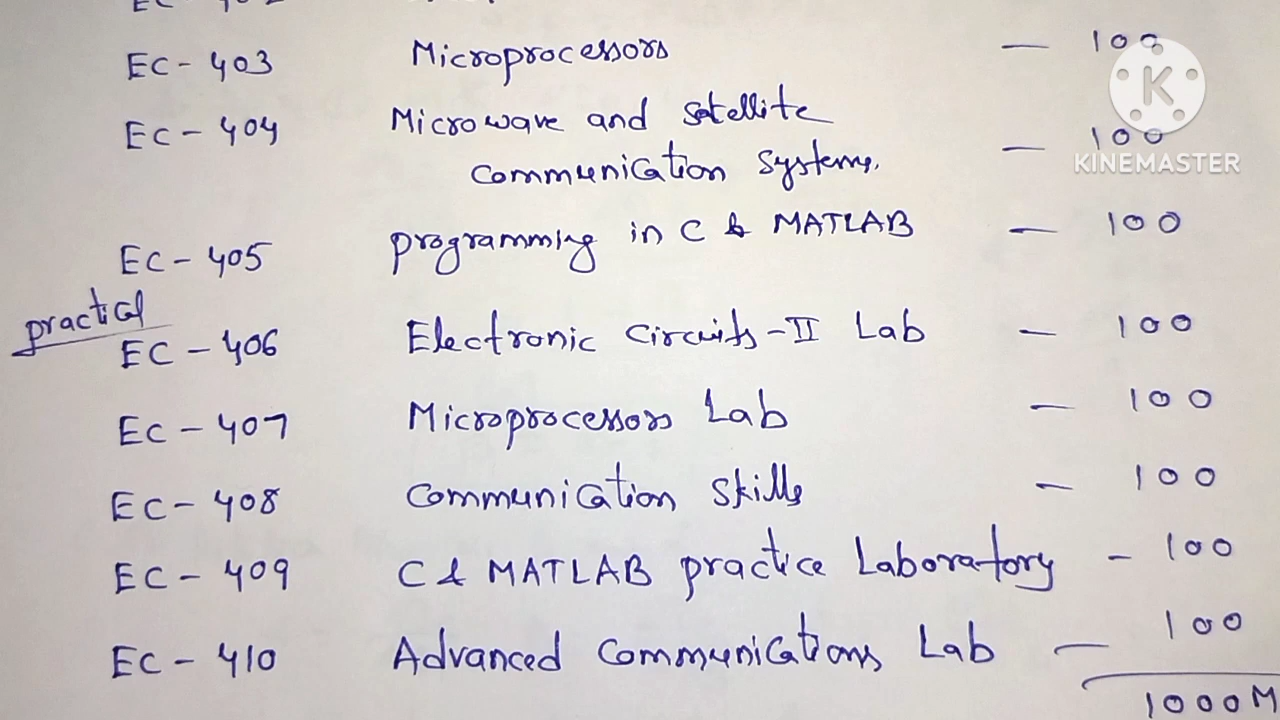 EC - 403 Microprocessors — 100
EC - 404 Microwave and Satellite
communication Systems. — 100
EC - 405 programming in C & MATLAB — 100
practical
EC - 406 Electronic Circuits - II Lab — 100
EC - 407 Microprocessors Lab — 100
EC - 408 Communication Skills — 100
EC - 409 C & MATLAB practice Laboratory — 100
EC - 410 Advanced Communications Lab — 100
1000 M
K
KINEMASTER